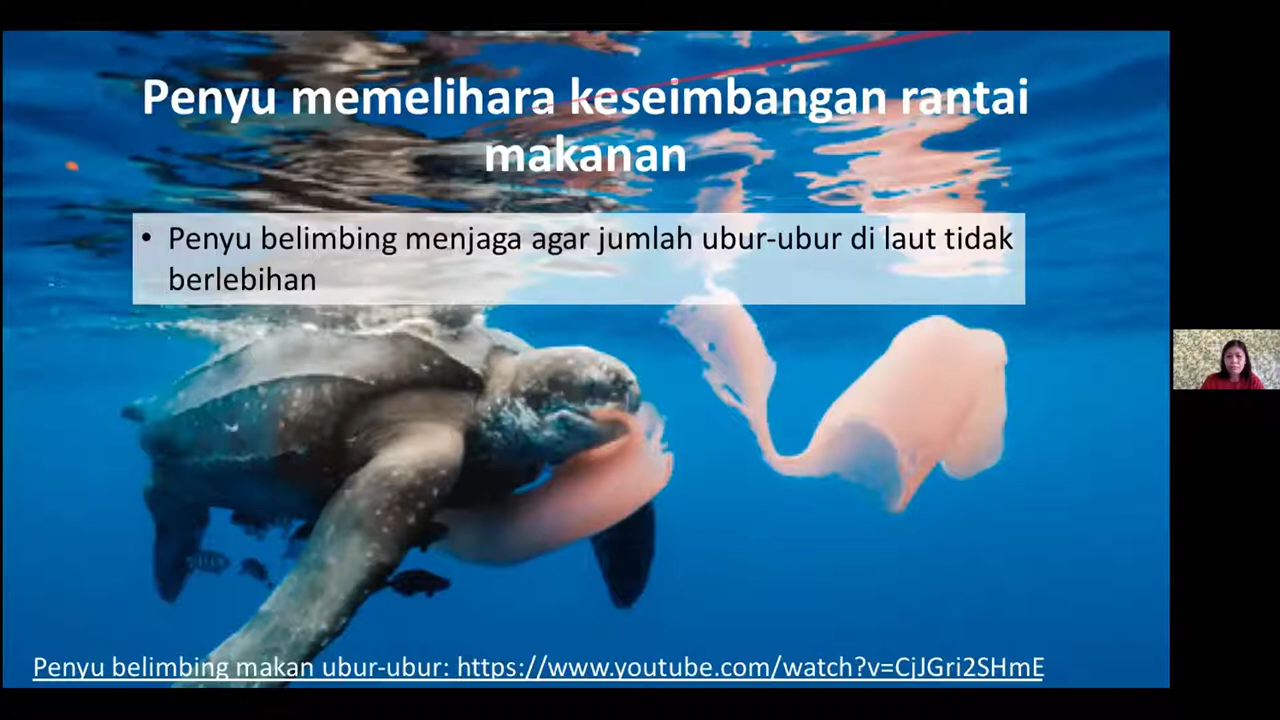 Penyu memelihara keseimbangan rantai
makanan
• Penyu belimbing menjaga agar jumlah ubur-ubur di laut tidak
berlebihan
Penyu belimbing makan ubur-ubur: https://www.youtube.com/watch?v=CjJGri2SHmE